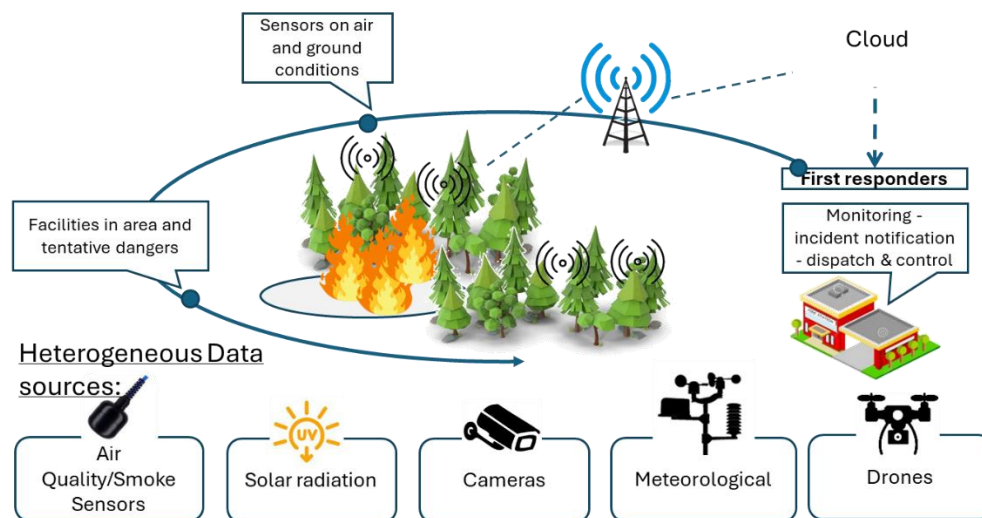 Sensors on air
and ground
conditions
Cloud
First responders
Facilities in area and
tentative dangers
Monitoring -
incident notification
- dispatch & control
Heterogeneous Data
sources:
UV
Air
Quality/Smoke
Sensors
Solar radiation
Cameras
Meteorological
Drones